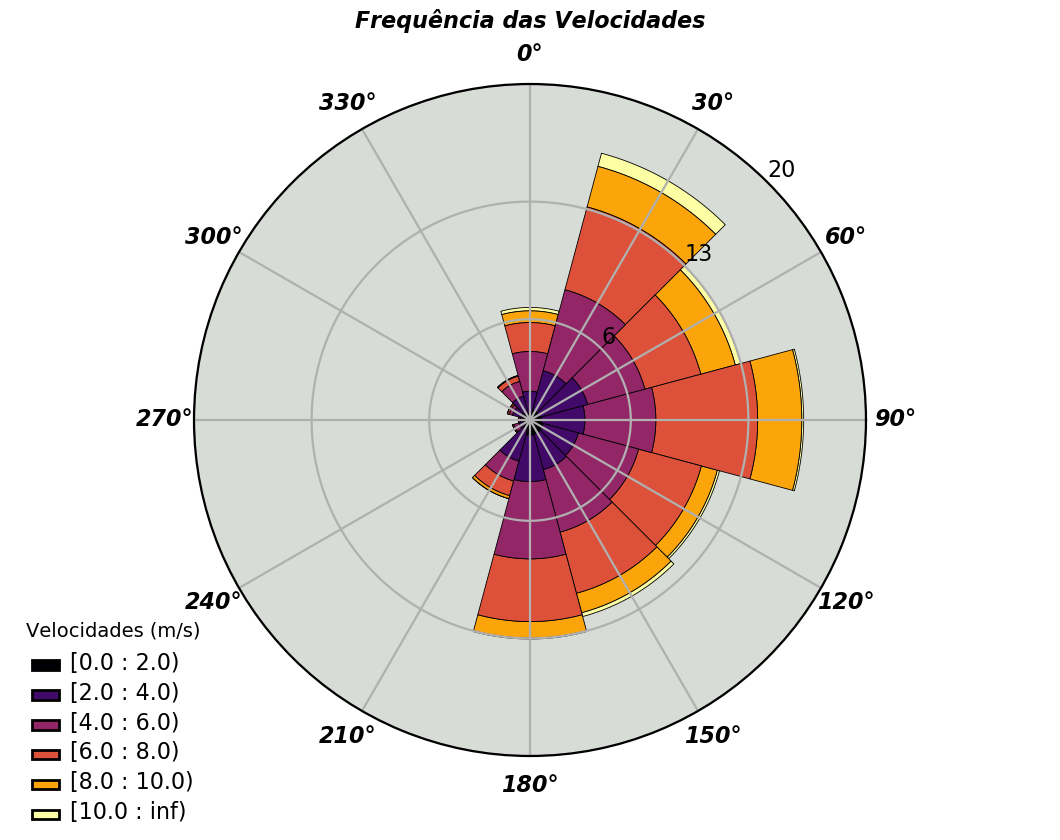 Frequência das Velocidades
0°
330°
30°
20
300°
60°
13
6
270°
90°
240°
120°
210°
150°
180°
Velocidades (m/s)
[0.0 : 2.0)
[2.0 : 4.0)
[4.0 : 6.0)
[6.0 : 8.0)
[8.0 : 10.0)
[10.0 : inf)